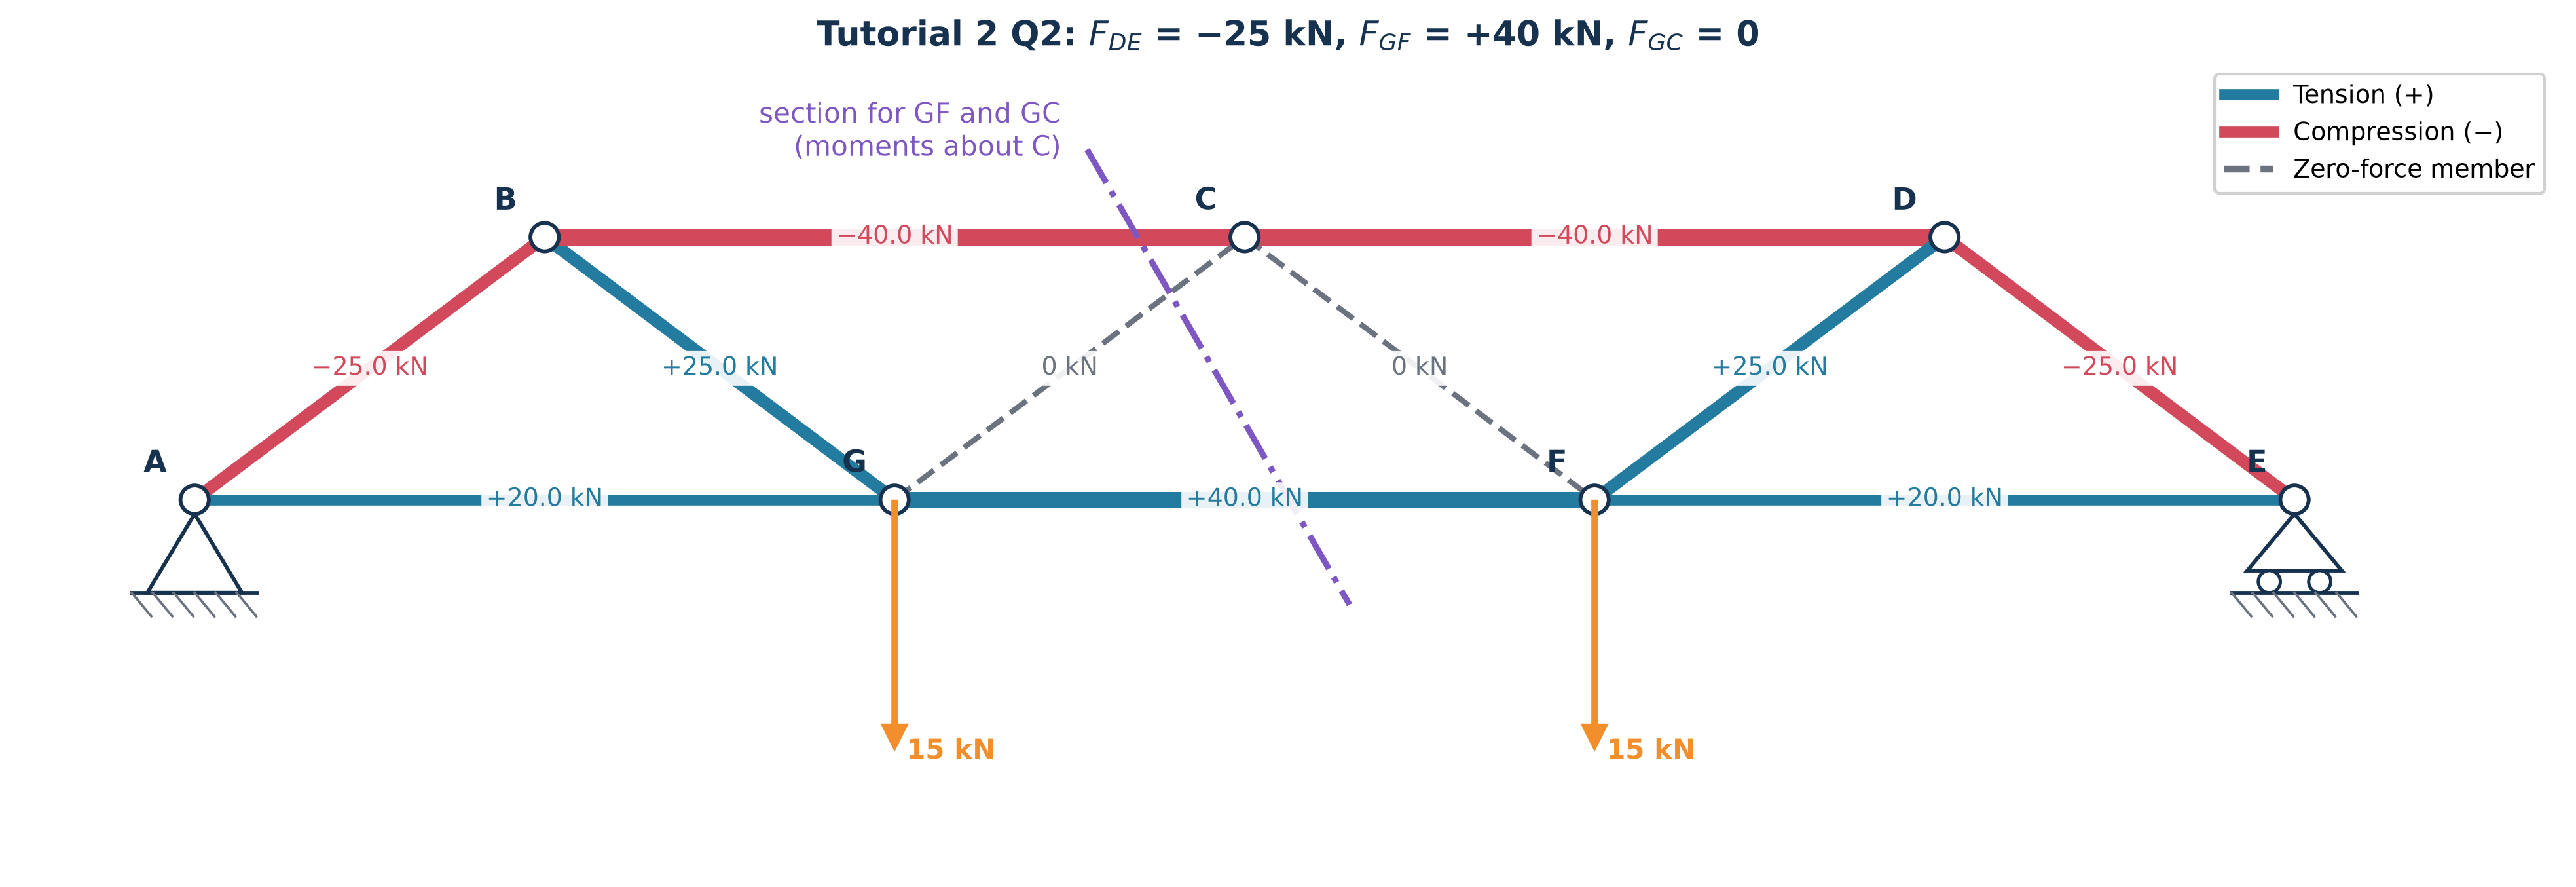 Tutorial 2 Q2: F_DE = −25 kN, F_GF = +40 kN, F_GC = 0
Tension (+)
Compression (−)
Zero-force member
section for GF and GC
(moments about C)
B
C
D
−40.0 kN
−40.0 kN
−25.0 kN
+25.0 kN
0 kN
0 kN
+25.0 kN
−25.0 kN
A
G
F
E
+20.0 kN
+40.0 kN
+20.0 kN
15 kN
15 kN